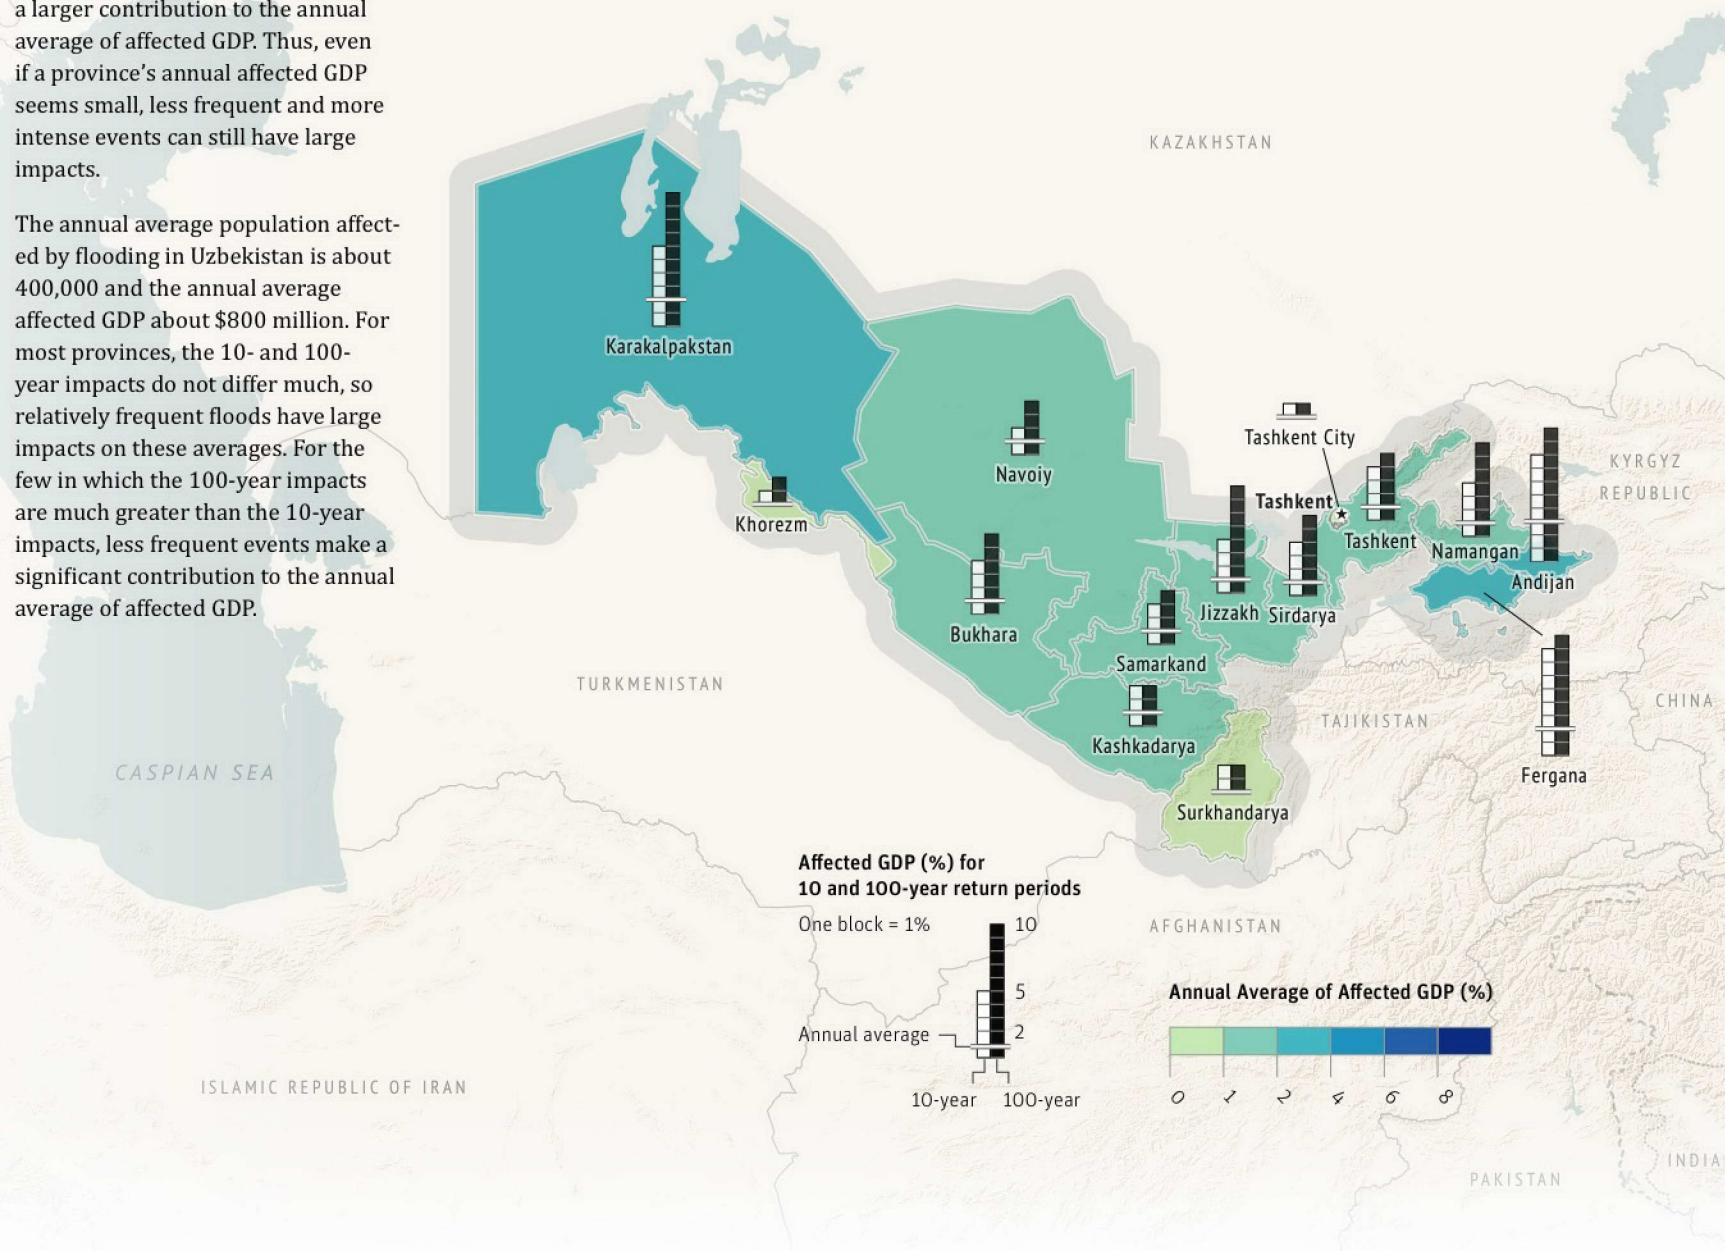 a larger contribution to the annual
average of affected GDP. Thus, even
if a province’s annual affected GDP
seems small, less frequent and more
intense events can still have large
impacts.
The annual average population affect-
ed by flooding in Uzbekistan is about
400,000 and the annual average
affected GDP about $800 million. For
most provinces, the 10- and 100-
year impacts do not differ much, so
relatively frequent floods have large
impacts on these averages. For the
few in which the 100-year impacts
are much greater than the 10-year
impacts, less frequent events make a
significant contribution to the annual
average of affected GDP.
KAZAKHSTAN
Karakalpakstan
Navoiy
Tashkent City
KYRGYZ
REPUBLIC
Khorezm
Tashkent
Tashkent
Namangan
Andijan
Bukhara
Jizzakh
Sirdarya
Samarkand
TURKMENISTAN
CHINA
TAJIKISTAN
Kashkadarya
CASPIAN SEA
Fergana
Surkhandarya
Affected GDP (%) for
10 and 100-year return periods
One block = 1%
10
5
Annual average
2
10-year
100-year
AFGHANISTAN
Annual Average of Affected GDP (%)
0
1
2
4
6
8
ISLAMIC REPUBLIC OF IRAN
PAKISTAN
INDIA